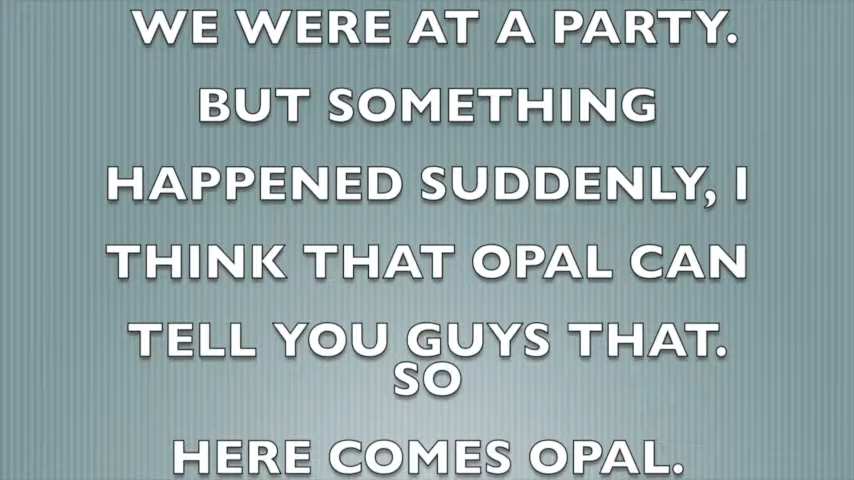 WE WERE AT A PARTY.
BUT SOMETHING
HAPPENED SUDDENLY, I
THINK THAT OPAL CAN
TELL YOU GUYS THAT.
SO
HERE COMES OPAL.